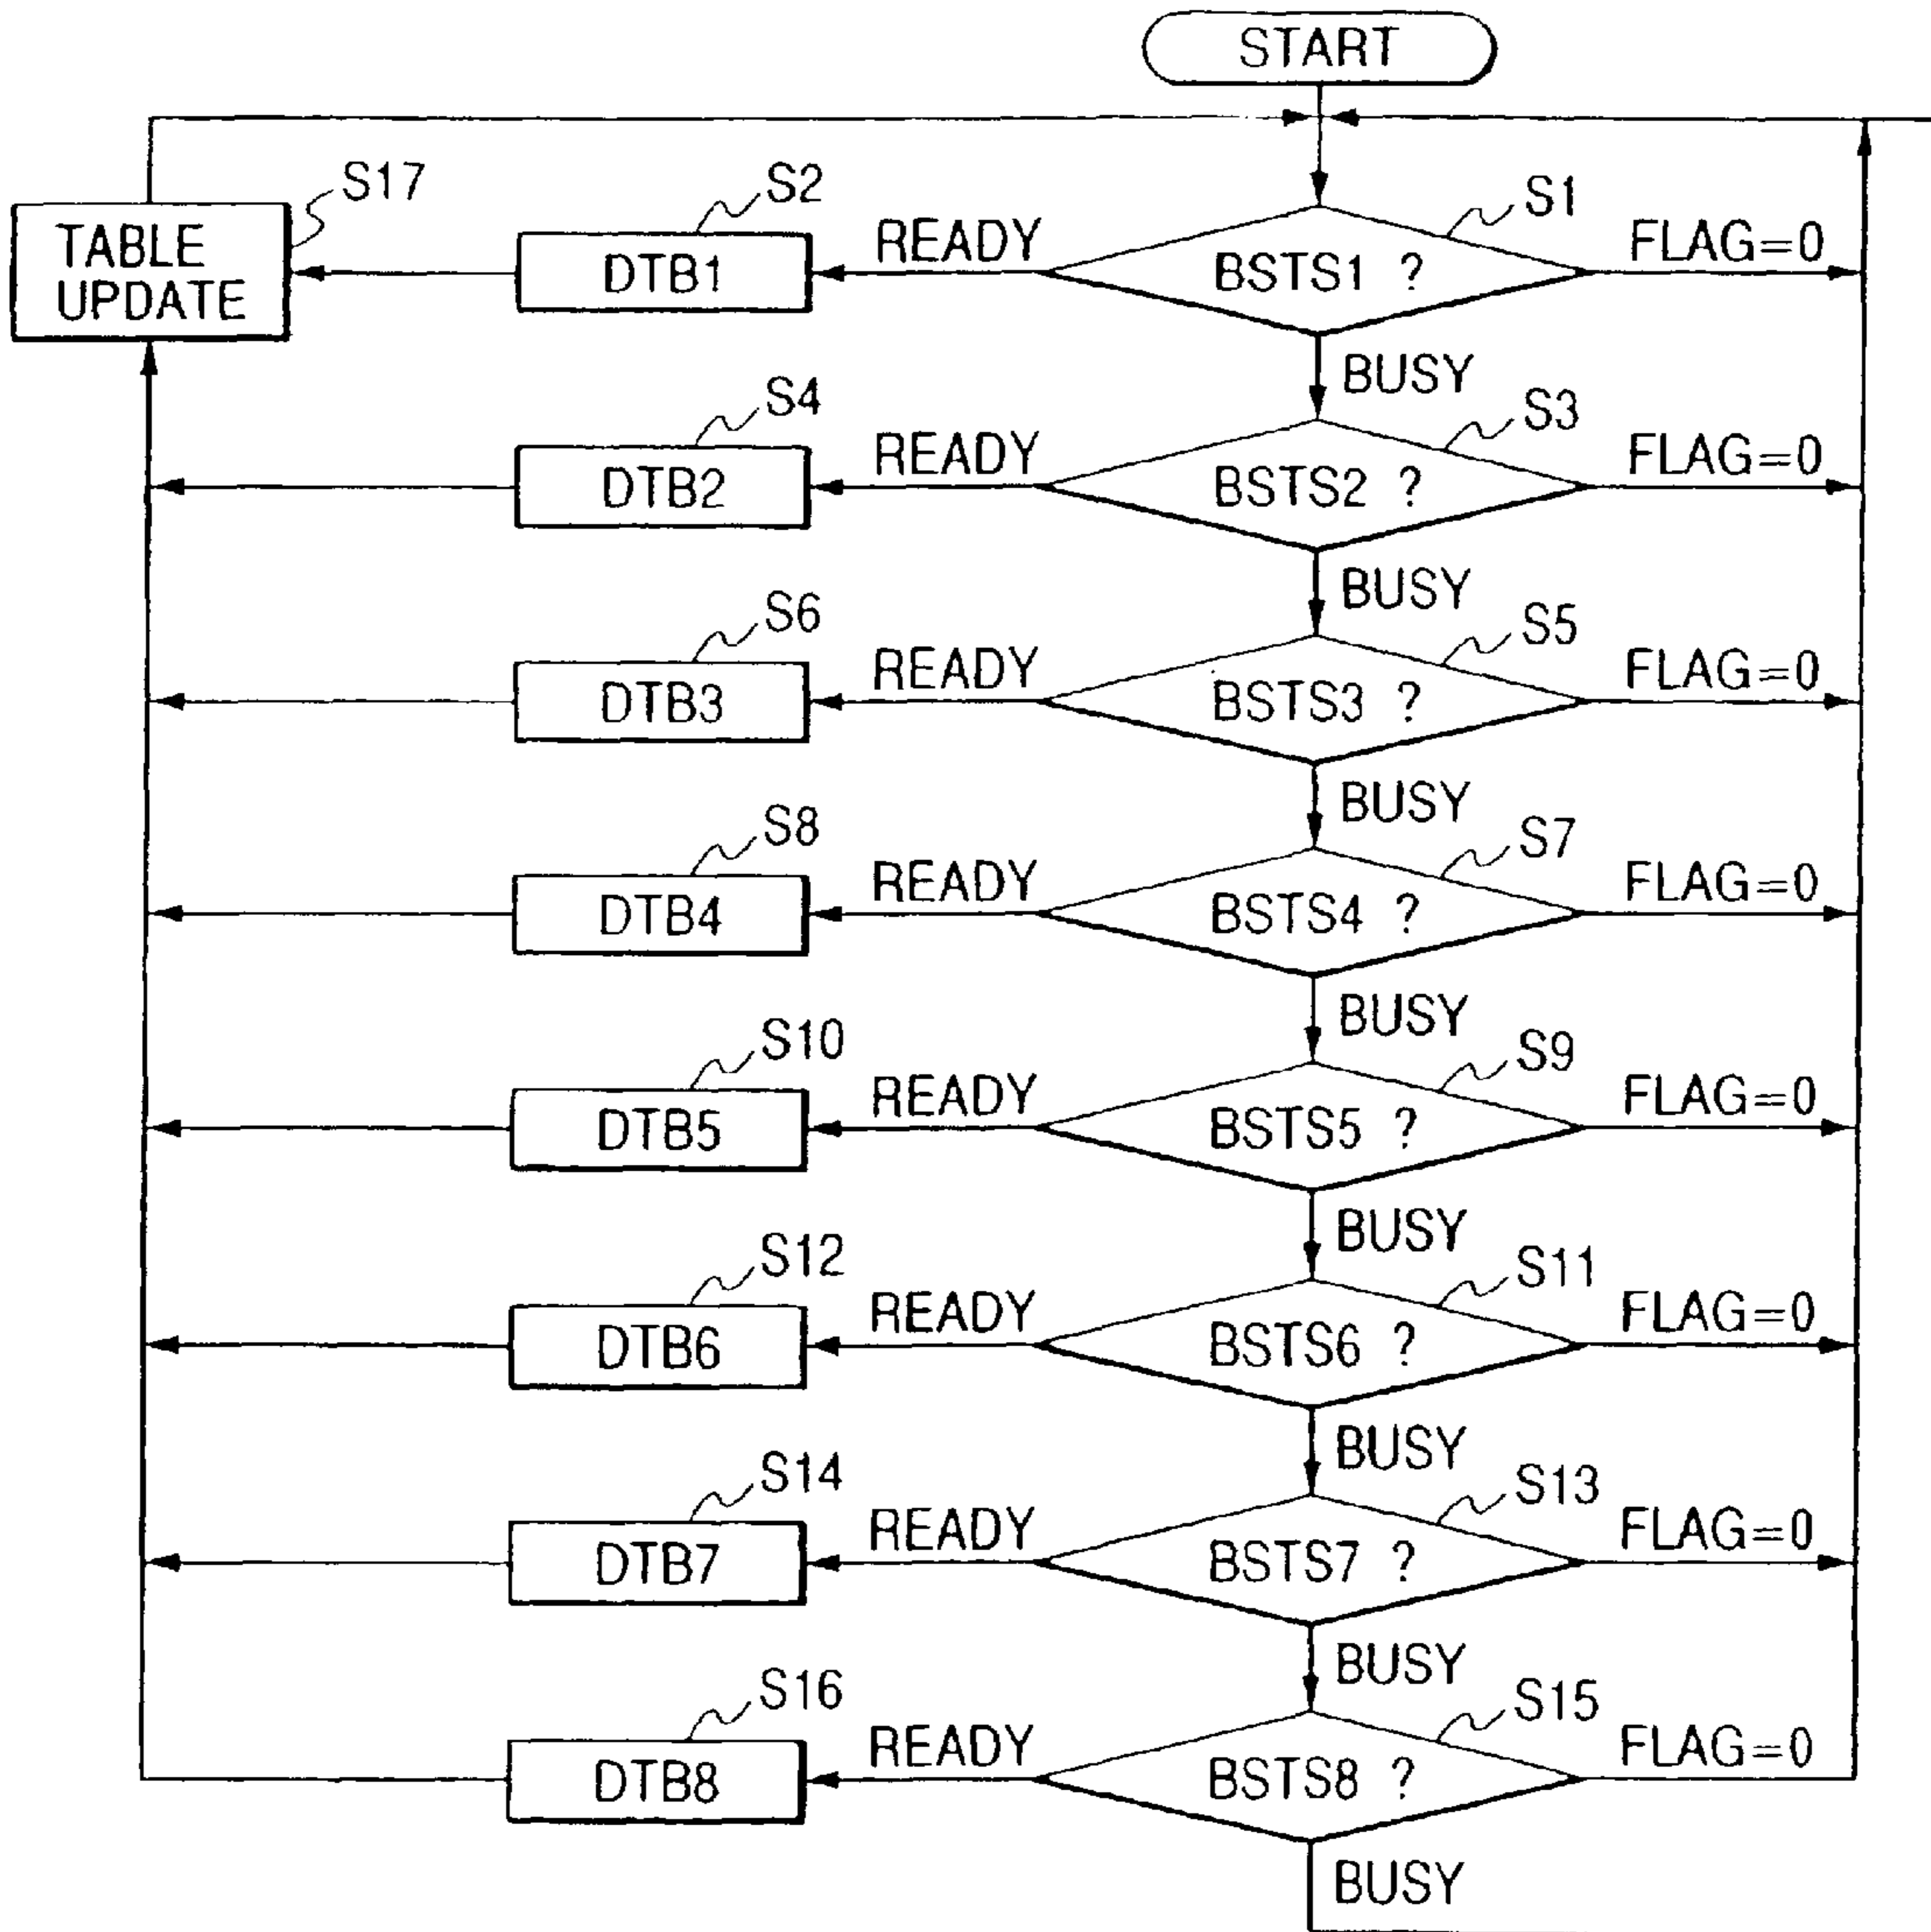 START
S17
S2
S1
TABLE
UPDATE
DTB1
READY
BSTS1 ?
FLAG=0
BUSY
S4
S3
DTB2
READY
BSTS2 ?
FLAG=0
BUSY
S6
S5
DTB3
READY
BSTS3 ?
FLAG=0
BUSY
S8
S7
DTB4
READY
BSTS4 ?
FLAG=0
BUSY
S10
S9
DTB5
READY
BSTS5 ?
FLAG=0
BUSY
S12
S11
DTB6
READY
BSTS6 ?
FLAG=0
BUSY
S14
S13
DTB7
READY
BSTS7 ?
FLAG=0
BUSY
S16
S15
DTB8
READY
BSTS8 ?
FLAG=0
BUSY